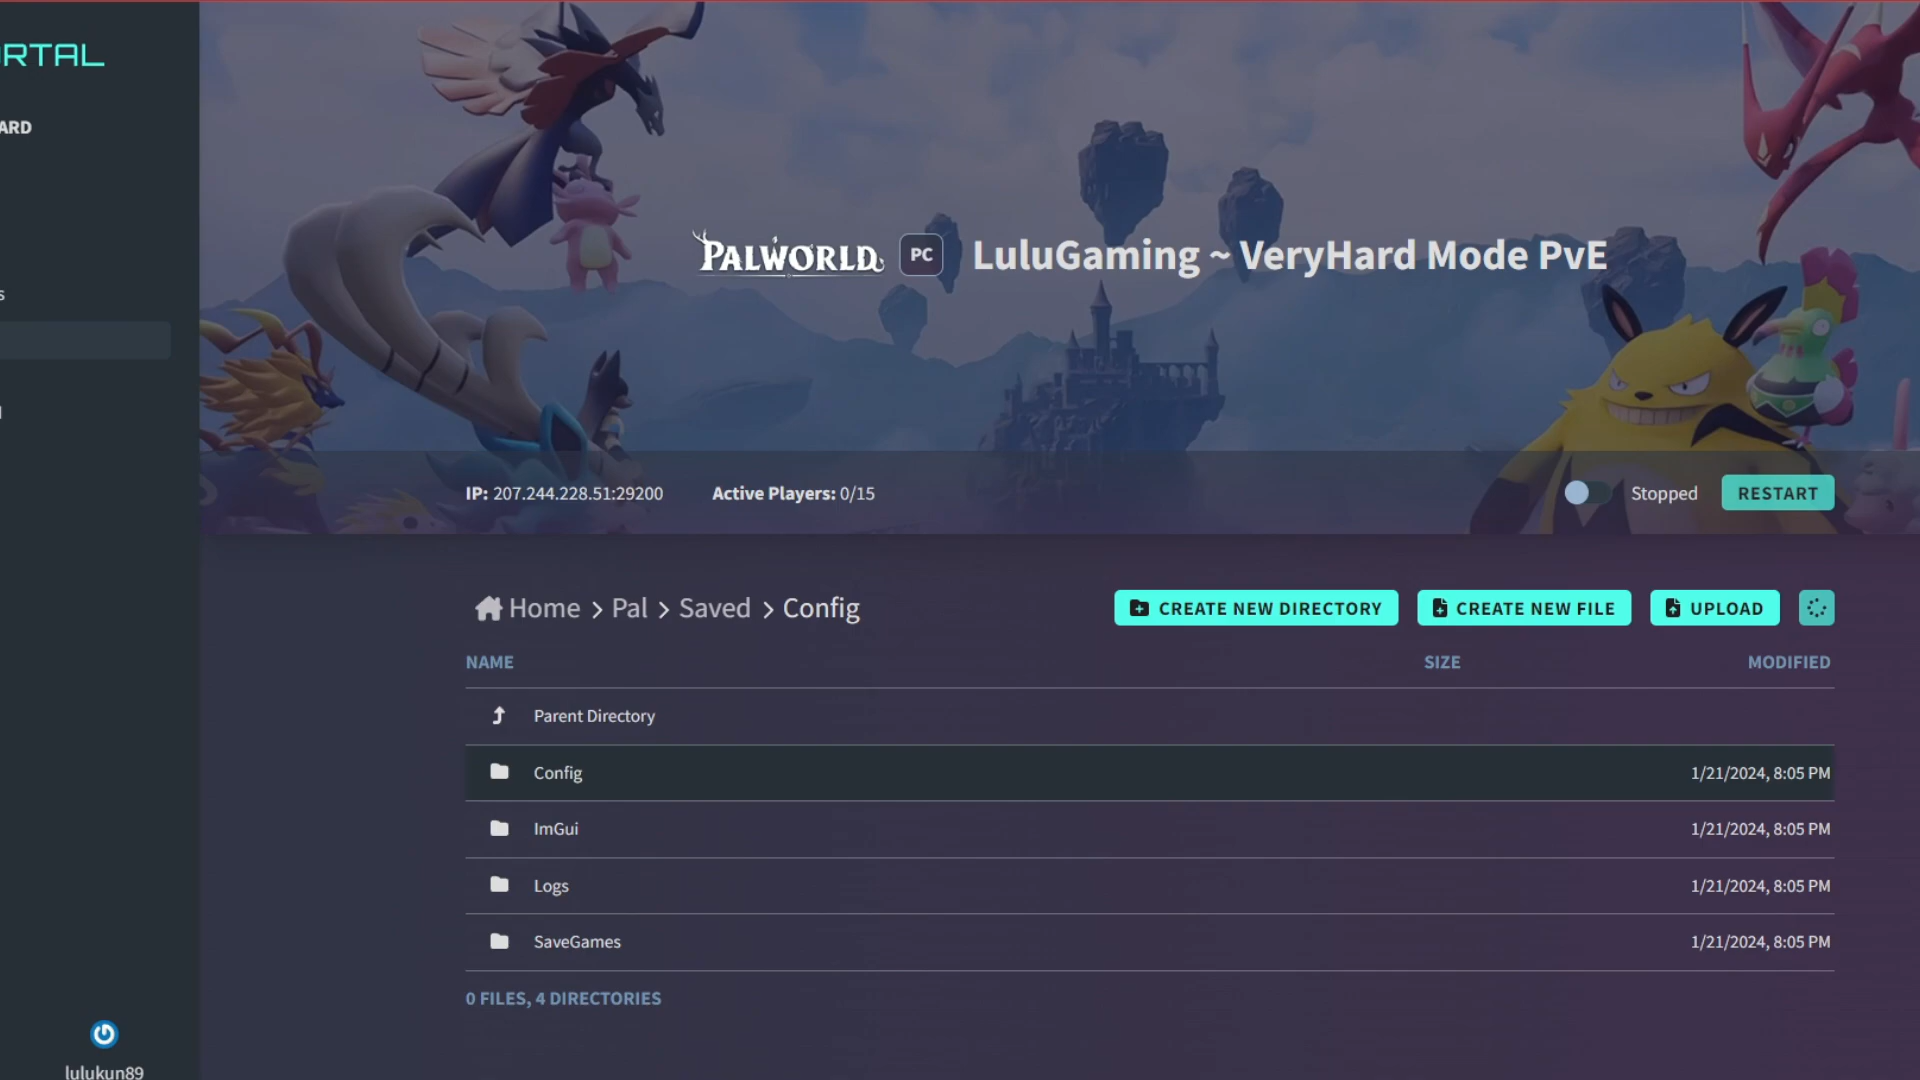 RTAL
ARD
s
PALWORLD PC LuluGaming ~ VeryHard Mode PvE
IP: 207.244.228.51:29200 Active Players: 0/15 Stopped RESTART
Home > Pal > Saved > Config CREATE NEW DIRECTORY CREATE NEW FILE UPLOAD
NAME SIZE MODIFIED
Parent Directory
Config 1/21/2024, 8:05 PM
ImGui 1/21/2024, 8:05 PM
Logs 1/21/2024, 8:05 PM
SaveGames 1/21/2024, 8:05 PM
0 FILES, 4 DIRECTORIES
lulukun89